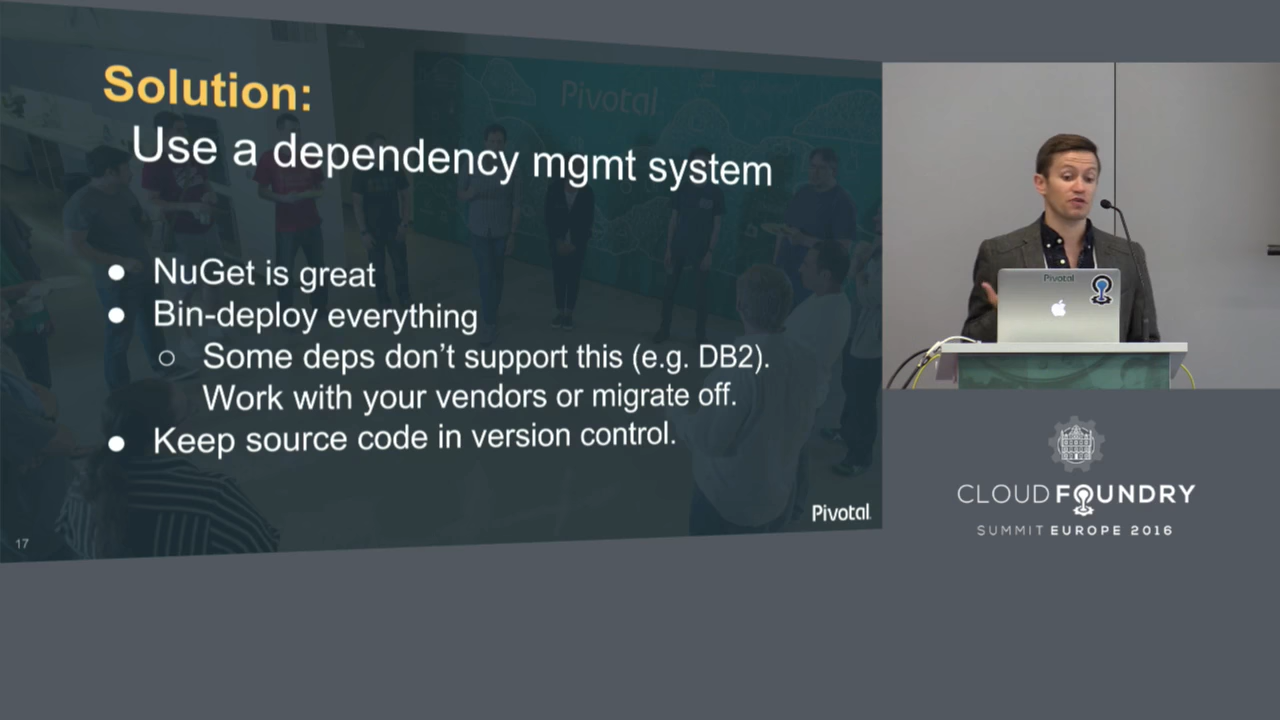 Solution:
Use a dependency mgmt system
● NuGet is great
● Bin-deploy everything
○ Some deps don't support this (e.g. DB2).
Work with your vendors or migrate off.
● Keep source code in version control.
Pivotal
17
Pivotal
Pivotal
CLOUD FOUNDRY
SUMMIT EUROPE 2016